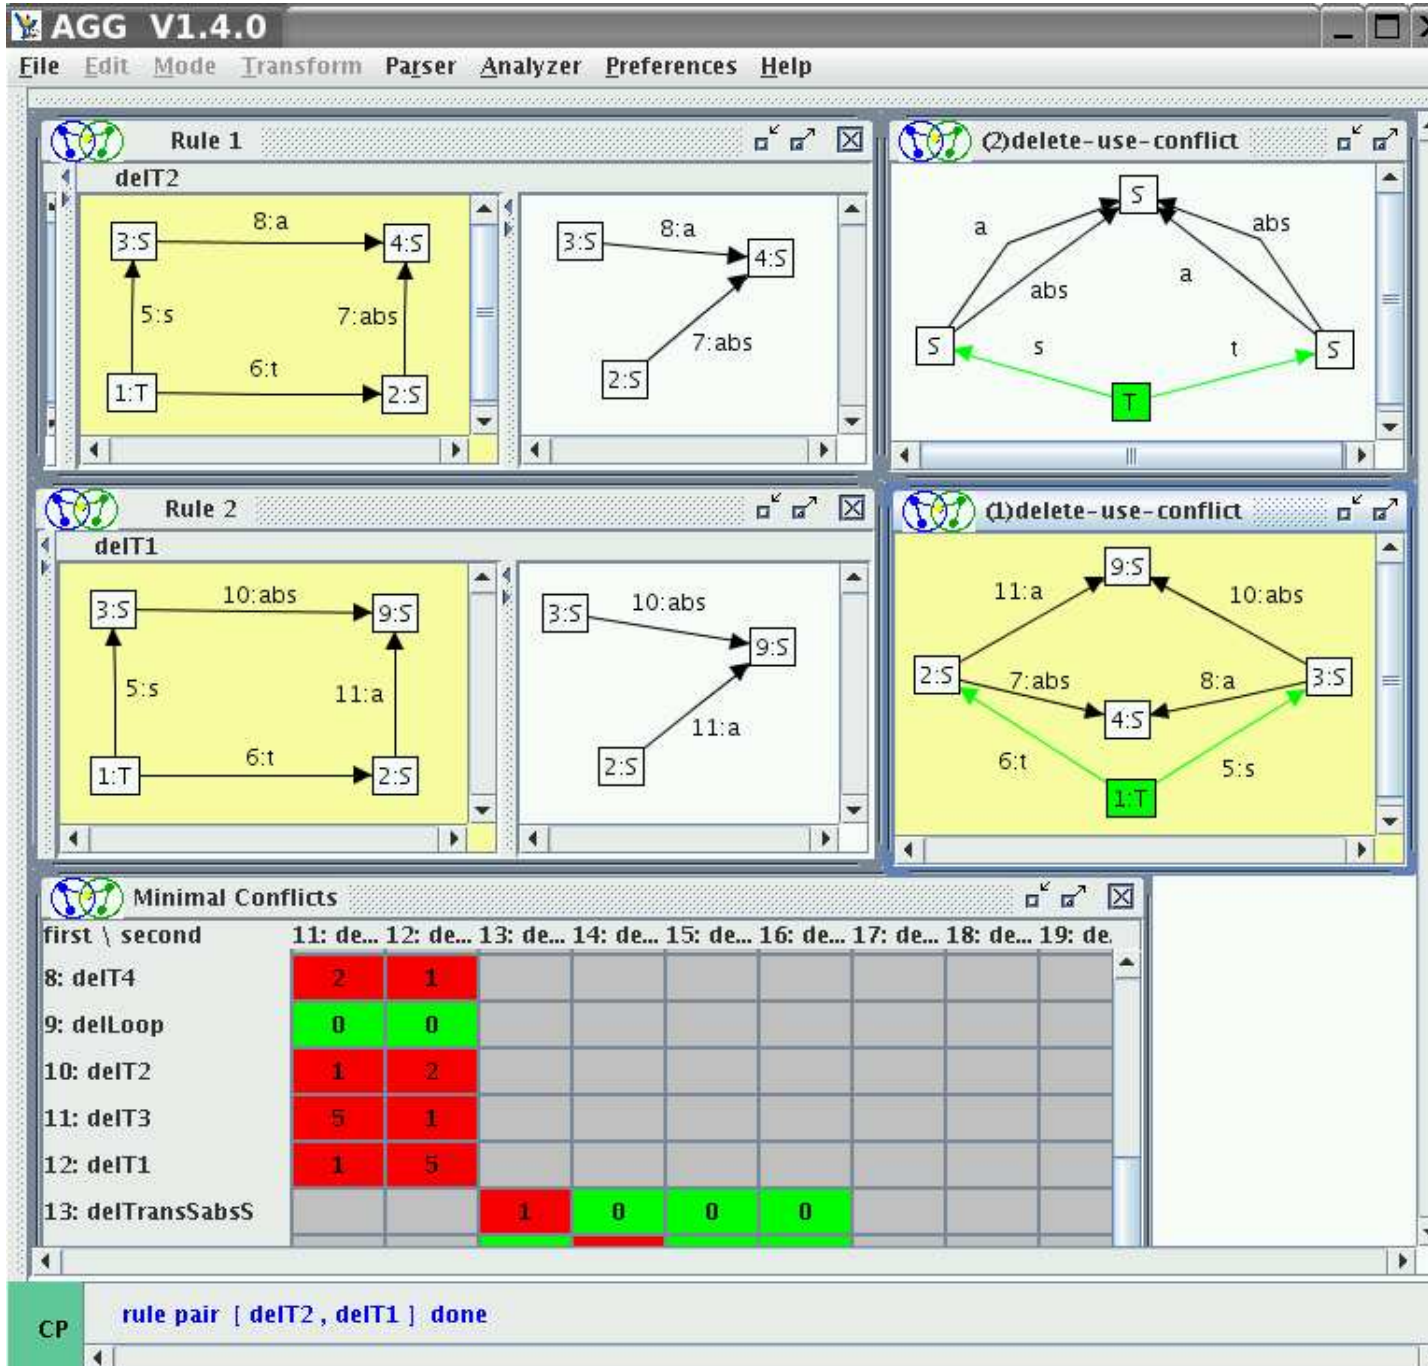 AGG V1.4.0
File Edit Mode Transform Parser Analyzer Preferences Help
Rule 1
delT2
3:S 8:a 4:S
5:s 7:abs
1:T 6:t 2:S
3:S 8:a 4:S
7:abs
2:S
(2)delete-use-conflict
S
a abs
abs a
S s t S
T
Rule 2
delT1
3:S 10:abs 9:S
5:s 11:a
1:T 6:t 2:S
3:S 10:abs 9:S
11:a
2:S
(1)delete-use-conflict
9:S
11:a 10:abs
2:S 7:abs 8:a 3:S
4:S
6:t 5:s
1:T
Minimal Conflicts
first \ second 11: de... 12: de... 13: de... 14: de... 15: de... 16: de... 17: de... 18: de... 19: de.
8: delT4 2 1
9: delLoop 0 0
10: delT2 1 2
11: delT3 5 1
12: delT1 1 5
13: delTransSabsS 1 0 0 0
CP rule pair [ delT2 , delT1 ] done